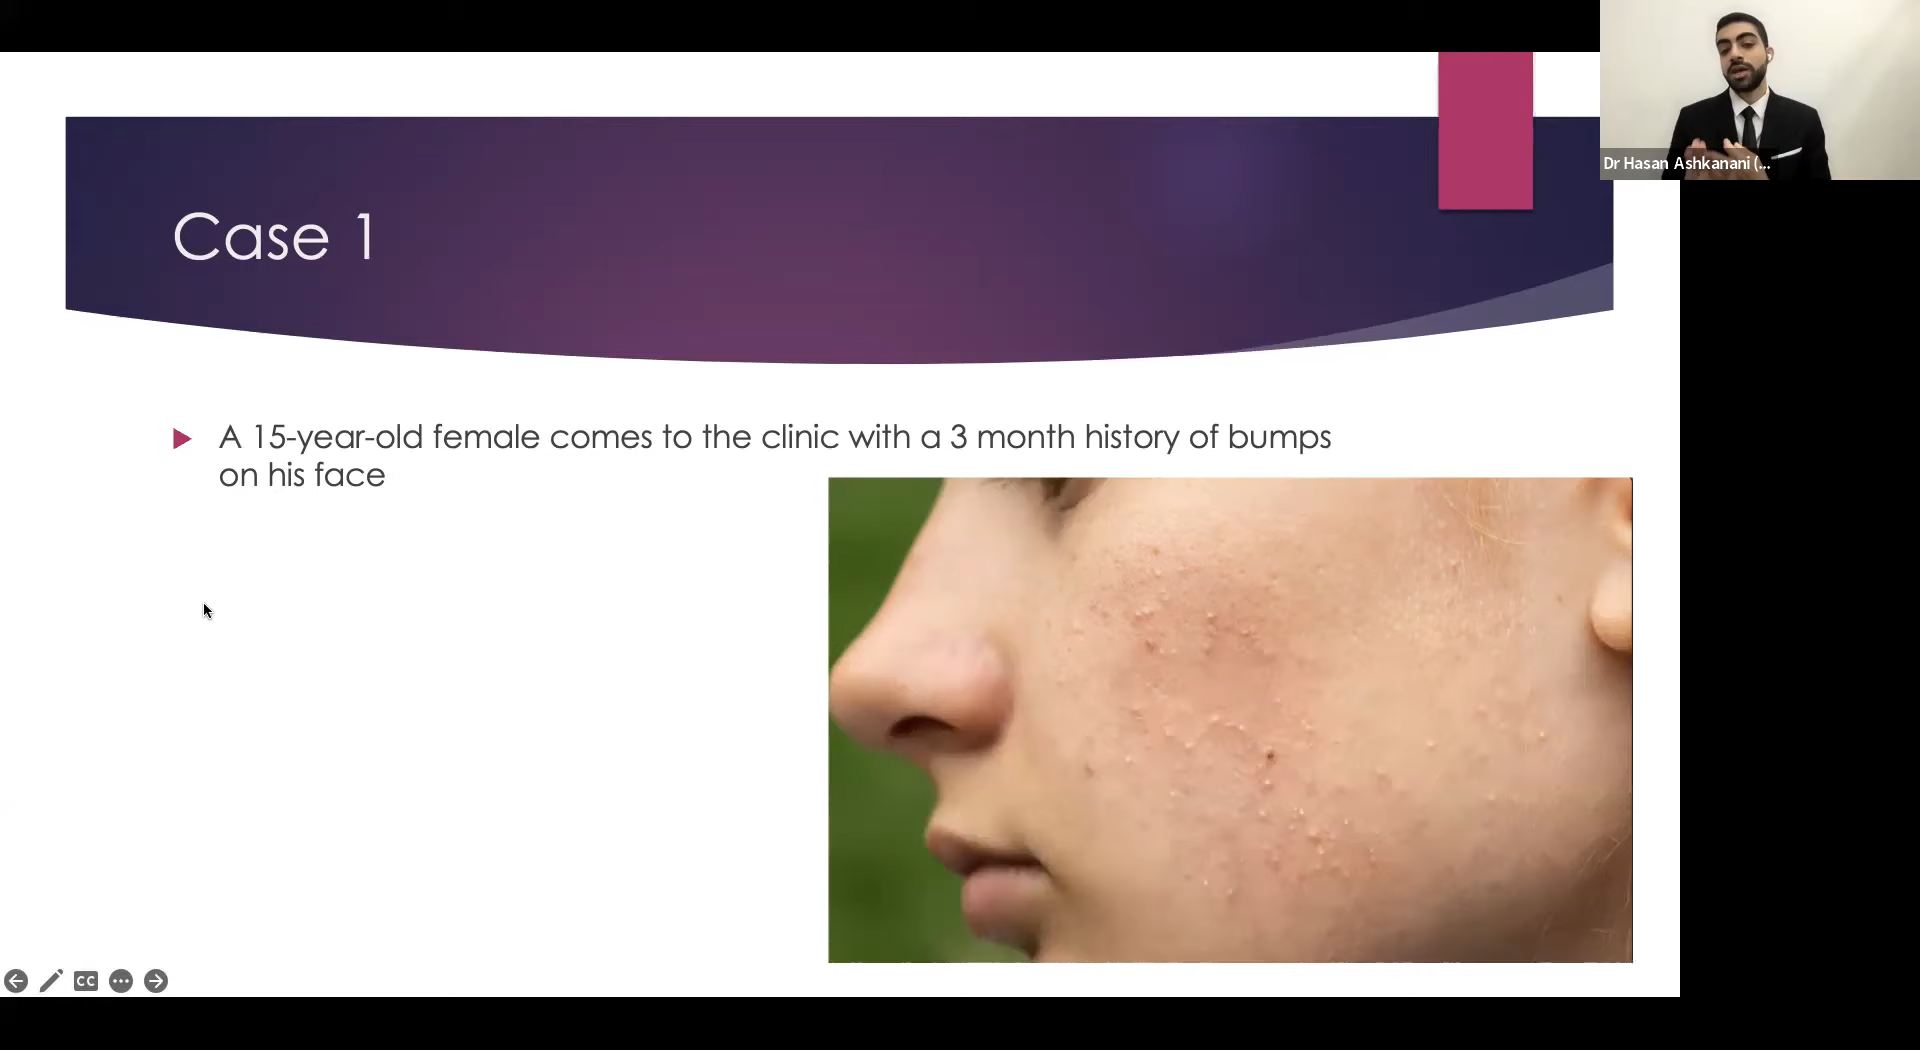 Dr Hasan Ashkanani (...
Case 1
A 15-year-old female comes to the clinic with a 3 month history of bumps
on his face
CC